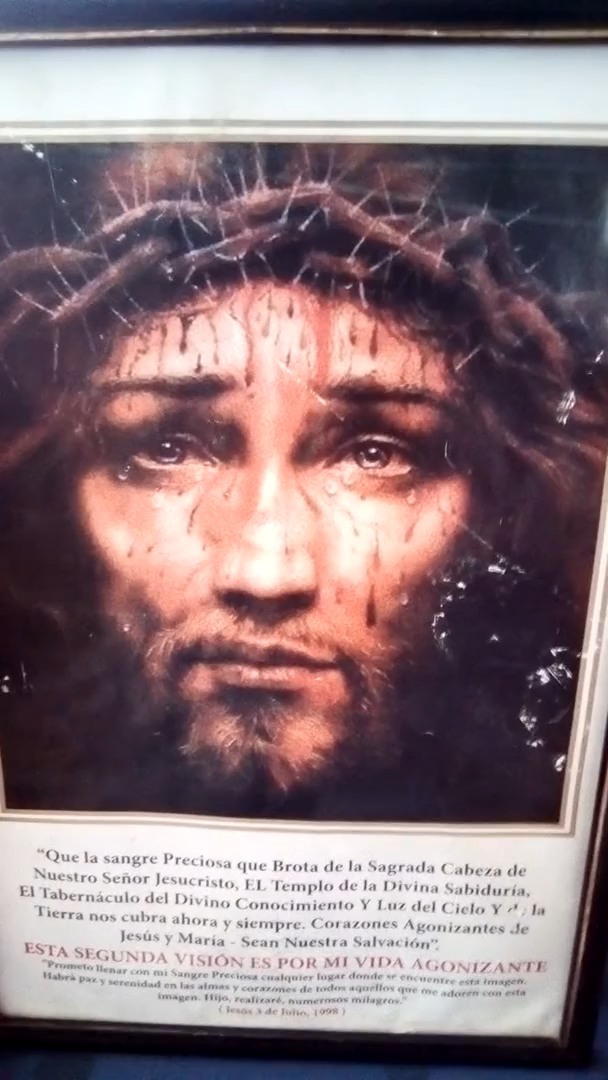 “Que la sangre Preciosa que Brota de la Sagrada Cabeza de
Nuestro Señor Jesucristo, EL Templo de la Divina Sabiduría,
El Tabernáculo del Divino Conocimiento Y Luz del Cielo Y la
Tierra nos cubra ahora y siempre. Corazones Agonizantes de
Jesús y María - Sean Nuestra Salvación”.
ESTA SEGUNDA VISIÓN ES POR MI VIDA AGONIZANTE
"Prometo llenar con mi Sangre Preciosa cualquier lugar donde se encuentre esta imagen.
Habrá paz y serenidad en las almas y corazones de todos aquellos que me adoren con esta
imagen. Hijo, realizaré, numerosos milagros."
( Jesús 3 de Julio, 1998 )